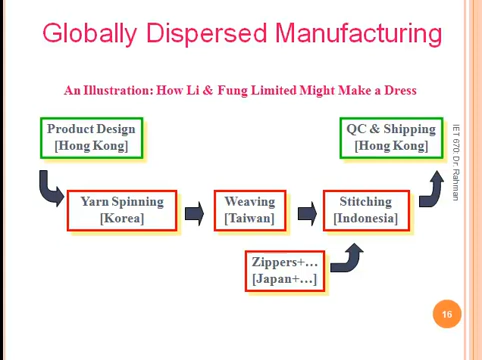 Globally Dispersed Manufacturing
An Illustration: How Li & Fung Limited Might Make a Dress
Product Design
[Hong Kong]
QC & Shipping
[Hong Kong]
Yarn Spinning
[Korea]
Weaving
[Taiwan]
Stitching
[Indonesia]
Zippers+…
[Japan+…]
IET 670: Dr. Rahman
16